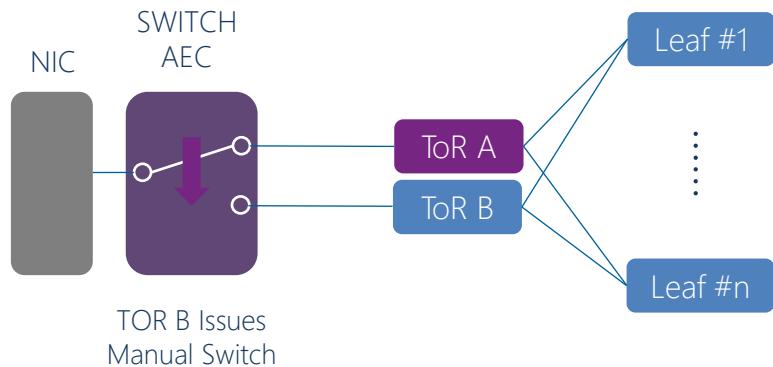 SWITCH
AEC
NIC
Leaf #1
ToR A
ToR B
Leaf #n
TOR B Issues
Manual Switch